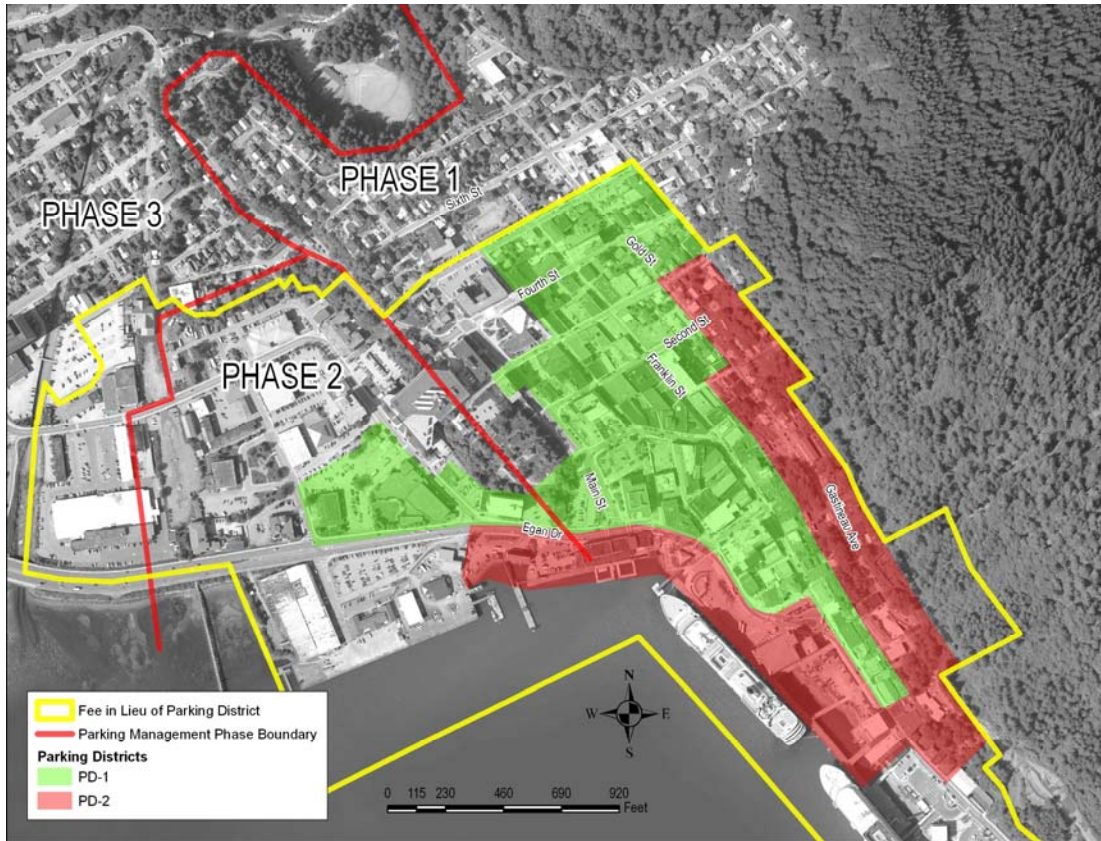 PHASE 1
Sixth St
PHASE 3
Gold St
Fourth St
Second St
PHASE 2
Franklin St
Main St
Gastineau Ave
Egan Dr
N
W E
S
Fee in Lieu of Parking District
Parking Management Phase Boundary
Parking Districts
PD-1
PD-2
0 115 230 460 690 920
Feet